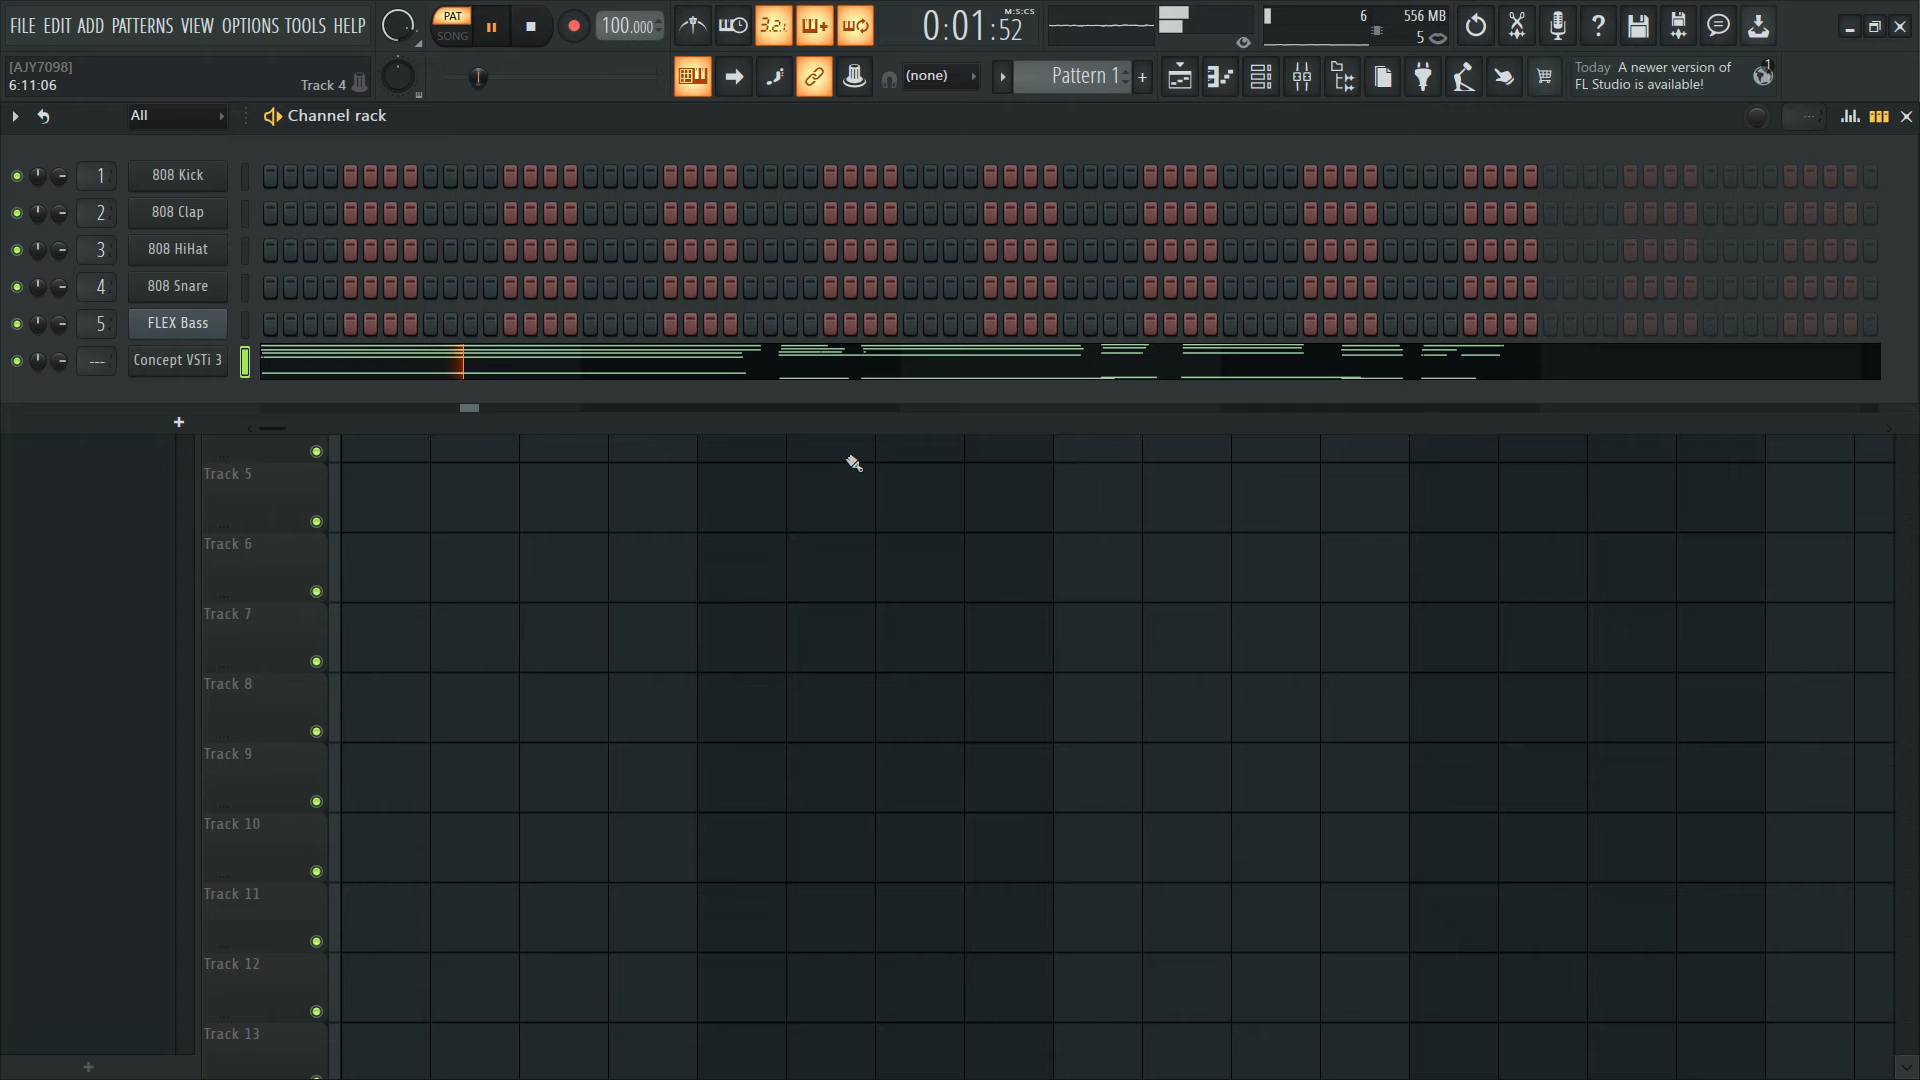 FILE EDIT ADD PATTERNS VIEW OPTIONS TOOLS HELP
PAT
SONG
100.000
3.2.
0:01:52
M:S:CS
6
556 MB
5
[AJY7098]
6:11:06
Track 4
(none)
Pattern 1
+
Today A newer version of
FL Studio is available!
1
All
Channel rack
1 808 Kick
2 808 Clap
3 808 HiHat
4 808 Snare
5 FLEX Bass
--- Concept VSTi 3
+
Track 5
Track 6
Track 7
Track 8
Track 9
Track 10
Track 11
Track 12
Track 13
+